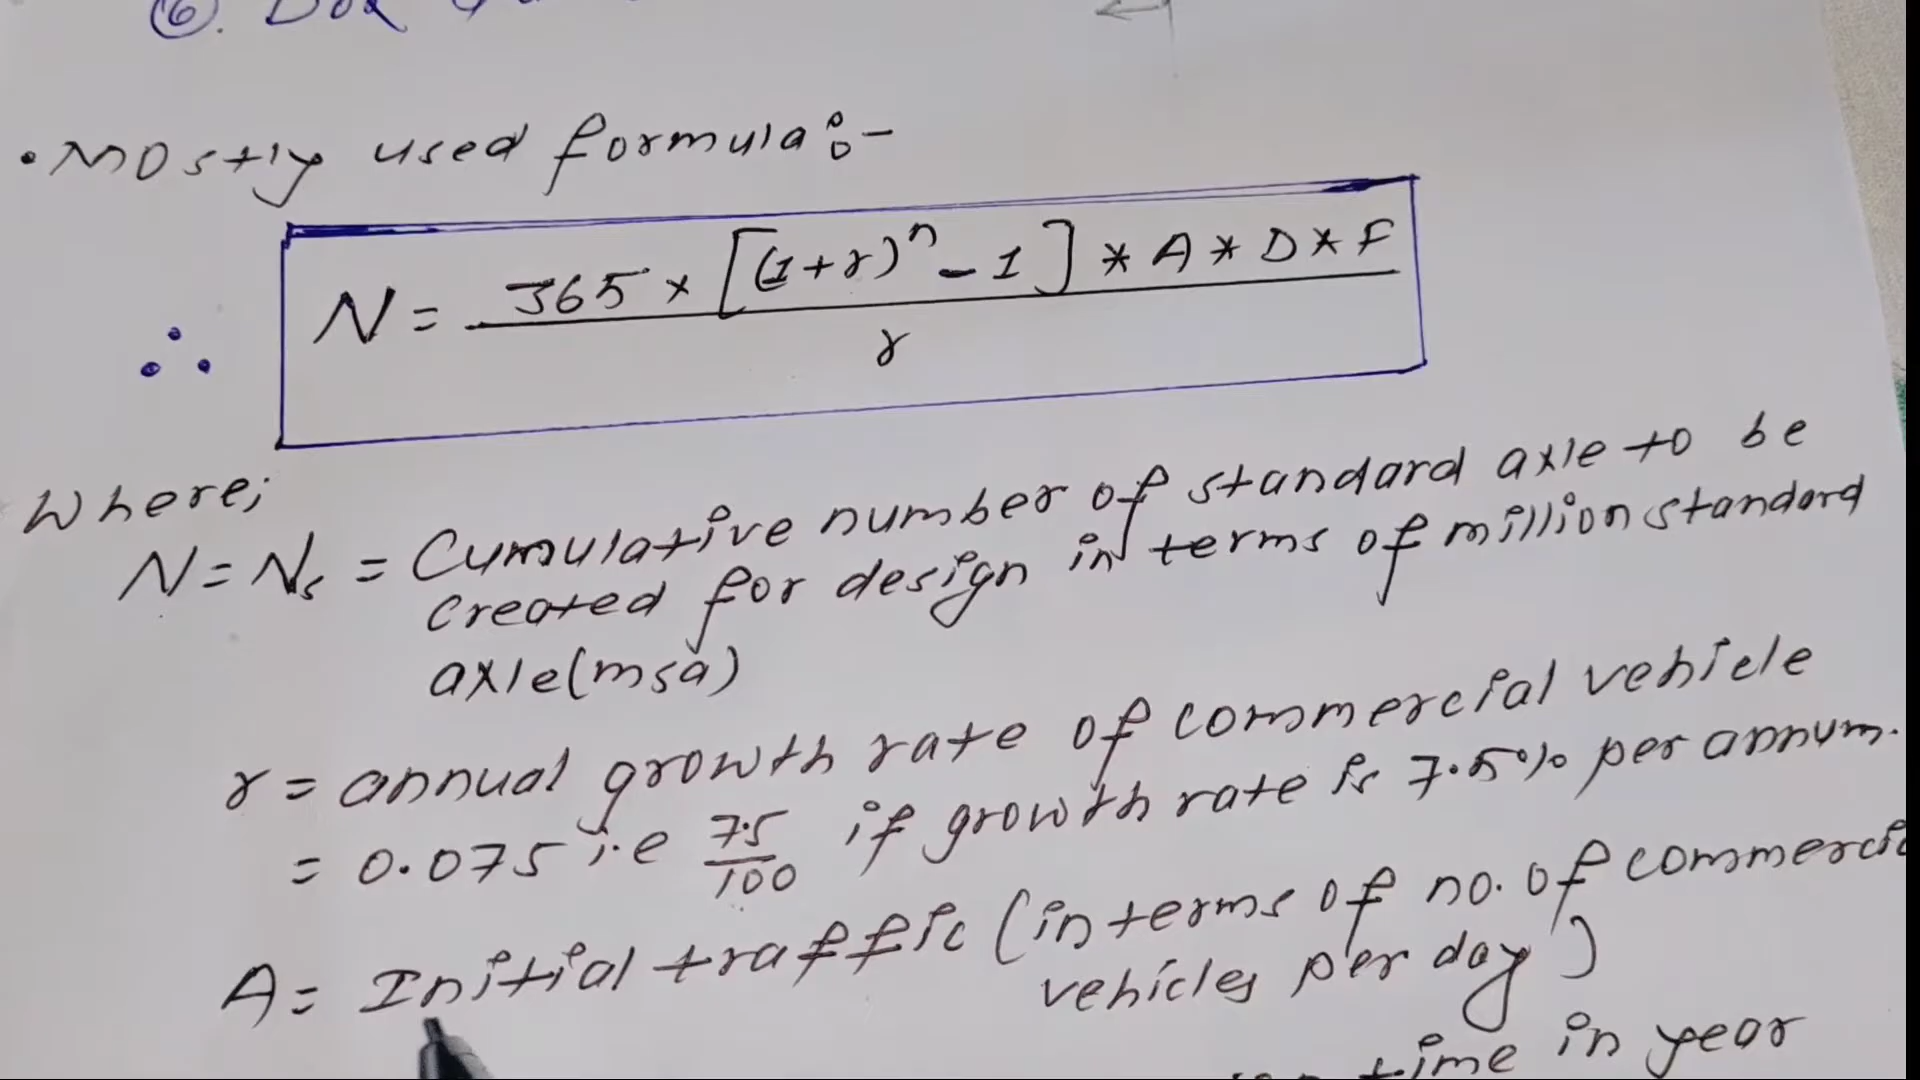 6.
• Mostly used formula :-
∴ N = 365 × [(1+r)^n - 1] * A * D * F / r
Where;
N = Ns = Cumulative number of standard axle to be
created for design in terms of million standard
axle(msa)
r = annual growth rate of commercial vehicle
= 0.075 i.e 7.5/100 if growth rate is 7.5% per annum.
A = Initial traffic (in terms of no. of commerci
vehicles per day)
time in year